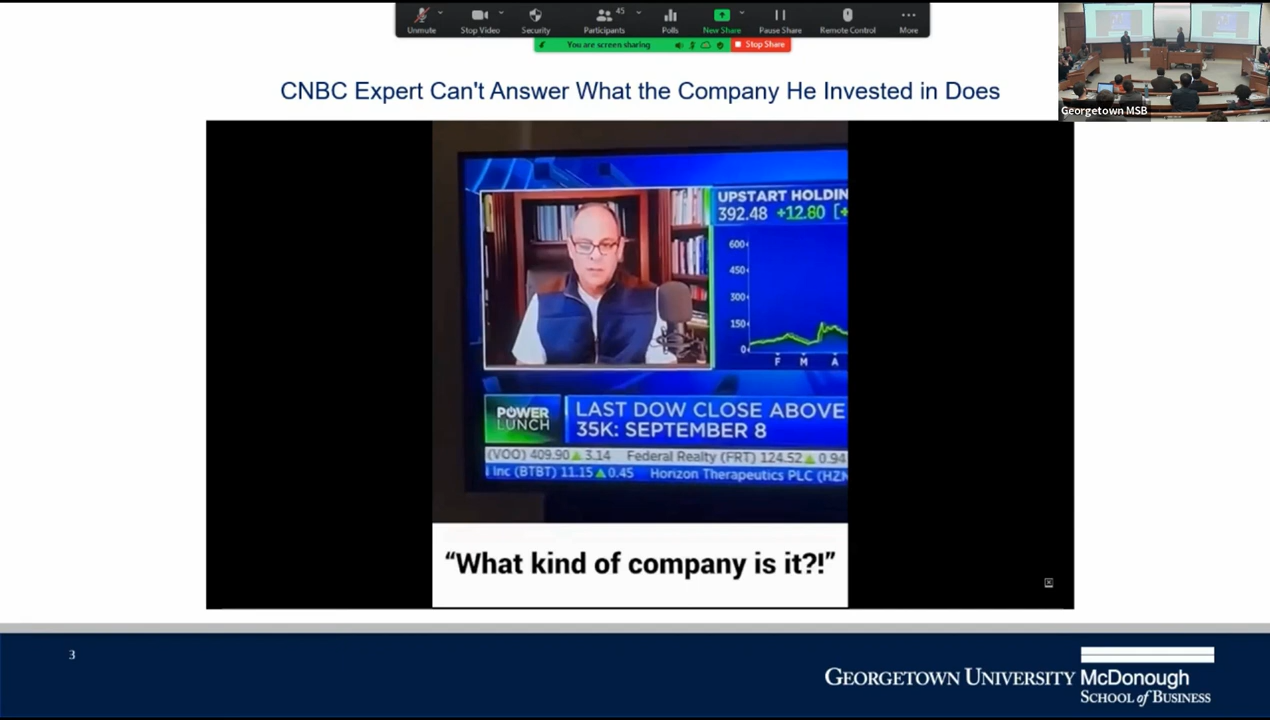 45
Unmute
Stop Video
Security
Participants
Polls
New Share
Pause Share
Remote Control
More
You are screen sharing
Stop Share
Georgetown MSB
CNBC Expert Can't Answer What the Company He Invested in Does
UPSTART HOLDIN
392.48 +12.60 [+
600
450
300
150
0
F M A
POWER
LUNCH
LAST DOW CLOSE ABOVE
35K: SEPTEMBER 8
(VOO) 409.90 ▲ 3.14 Federal Realty (FRT) 124.52 ▲ 0.94
Inc (BTBT) 11.15 ▲ 0.45 Horizon Therapeutics PLC (HZN
“What kind of company is it?!”
3
GEORGETOWN UNIVERSITY
McDonough
SCHOOL of BUSINESS